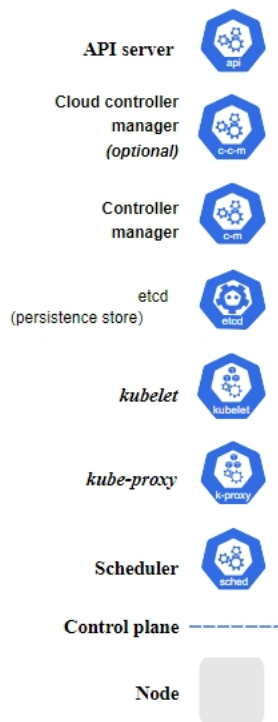 API server
api
Cloud controller
manager
(optional)
c-c-m
Controller
manager
c-m
etcd
(persistence store)
etcd
kubelet
kubelet
kube-proxy
k-proxy
Scheduler
sched
Control plane
Node